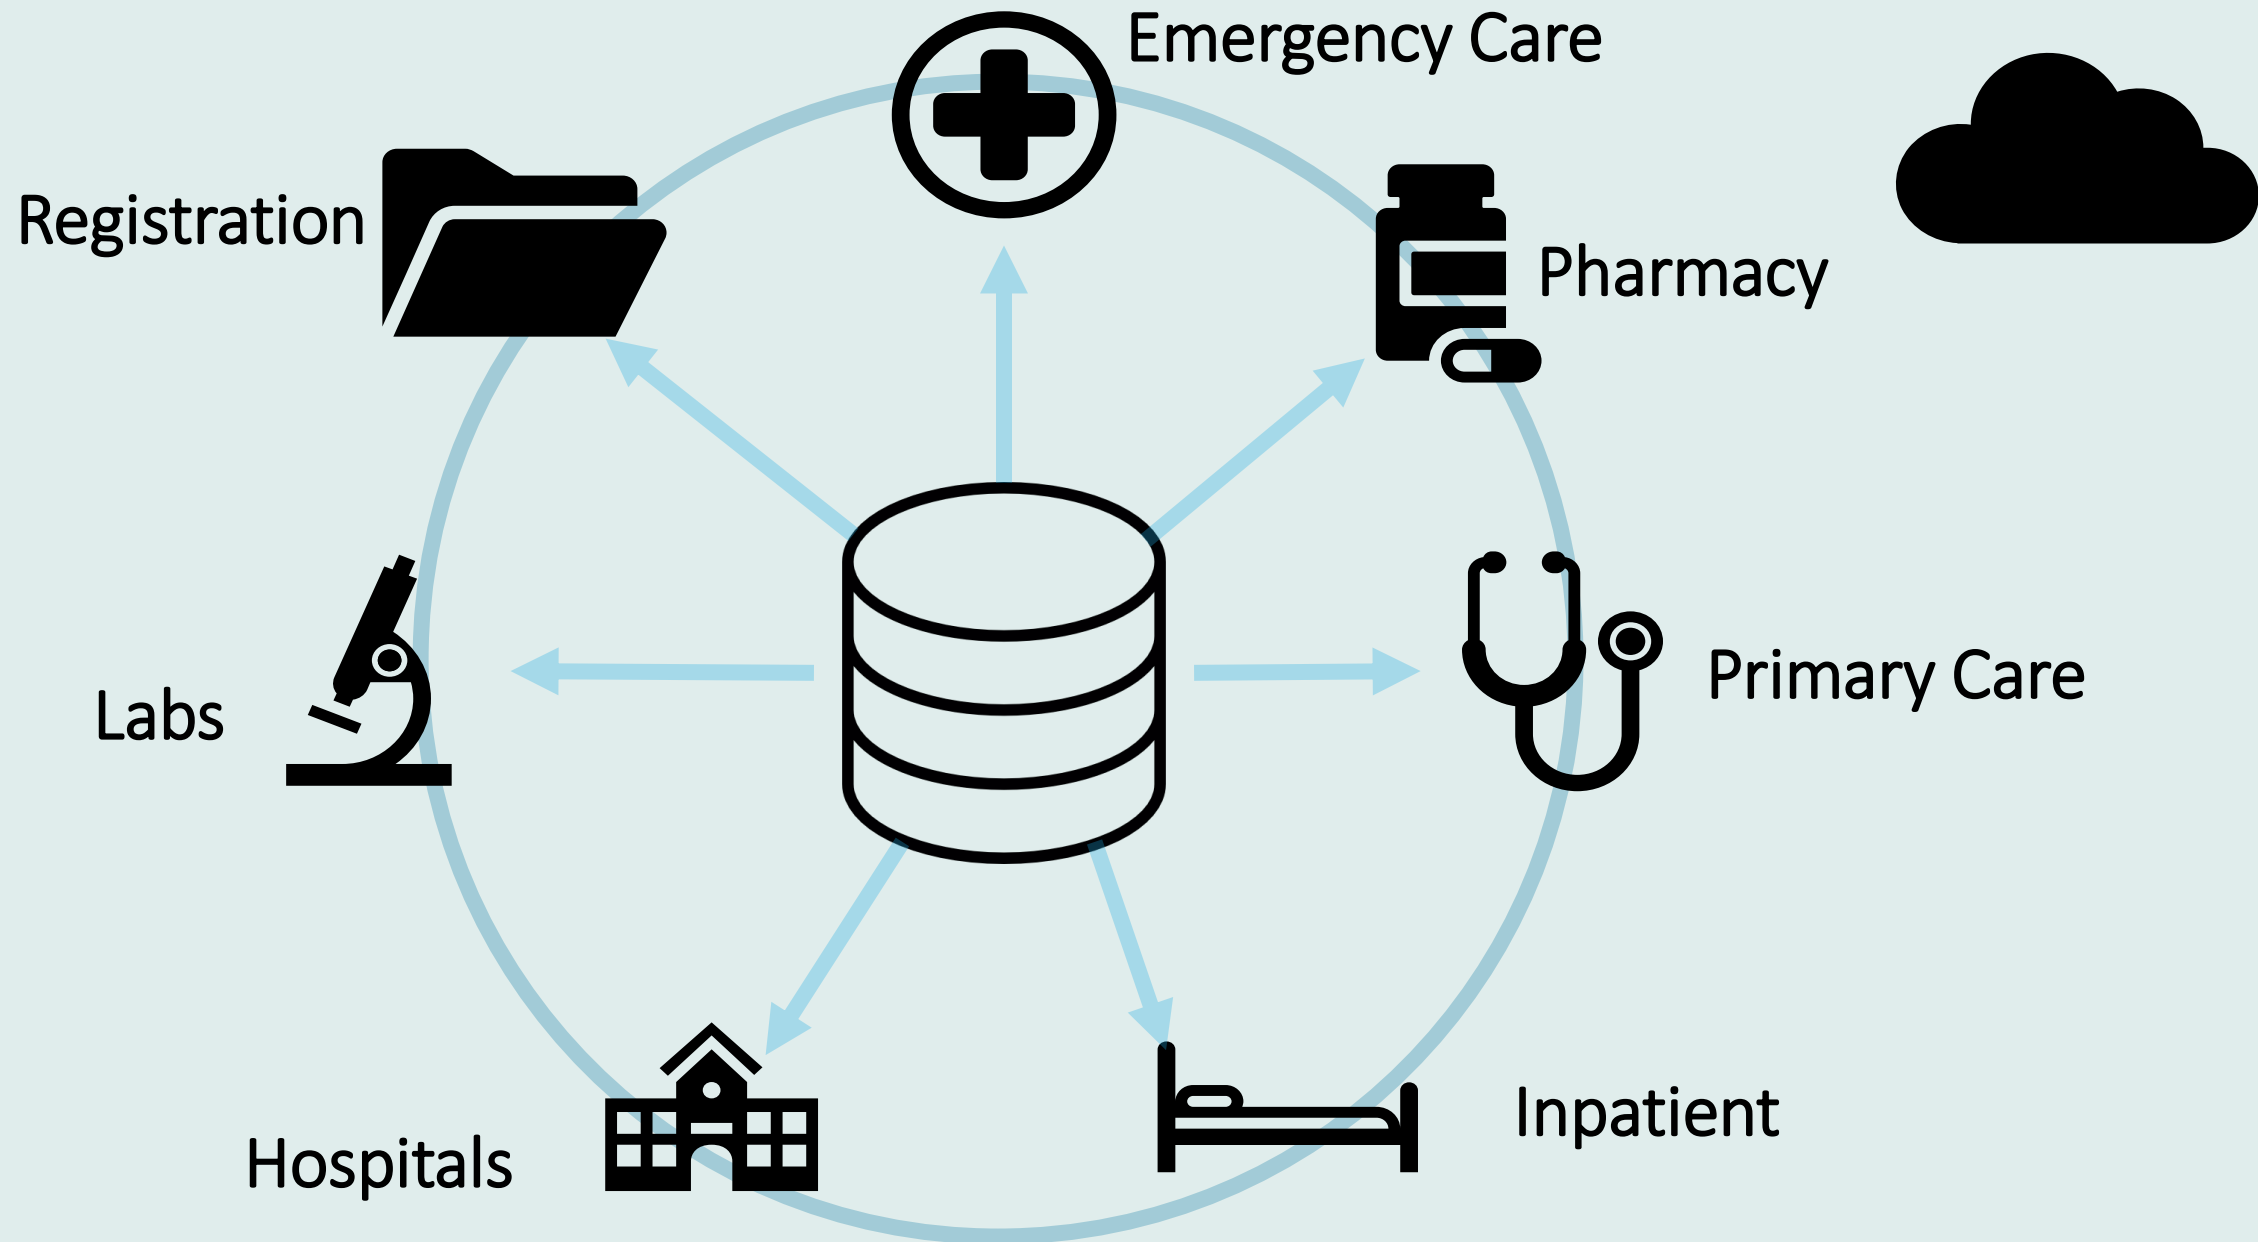 Emergency Care
Registration
Pharmacy
Primary Care
Labs
Inpatient
Hospitals